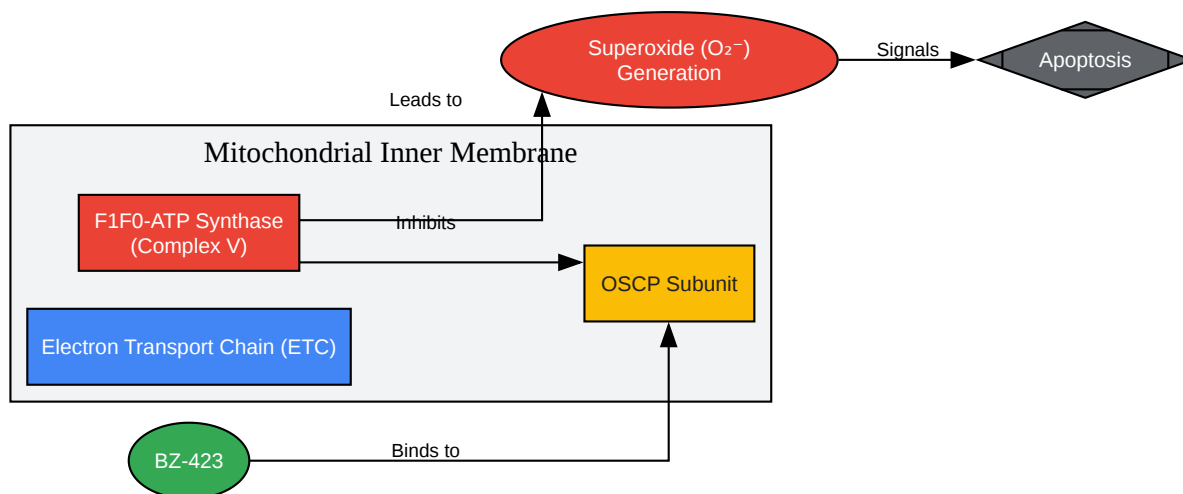 Superoxide (O₂⁻)
Generation
Signals
Apoptosis
Leads to
Mitochondrial Inner Membrane
F1F0-ATP Synthase
(Complex V)
Inhibits
OSCP Subunit
Electron Transport Chain (ETC)
BZ-423
Binds to